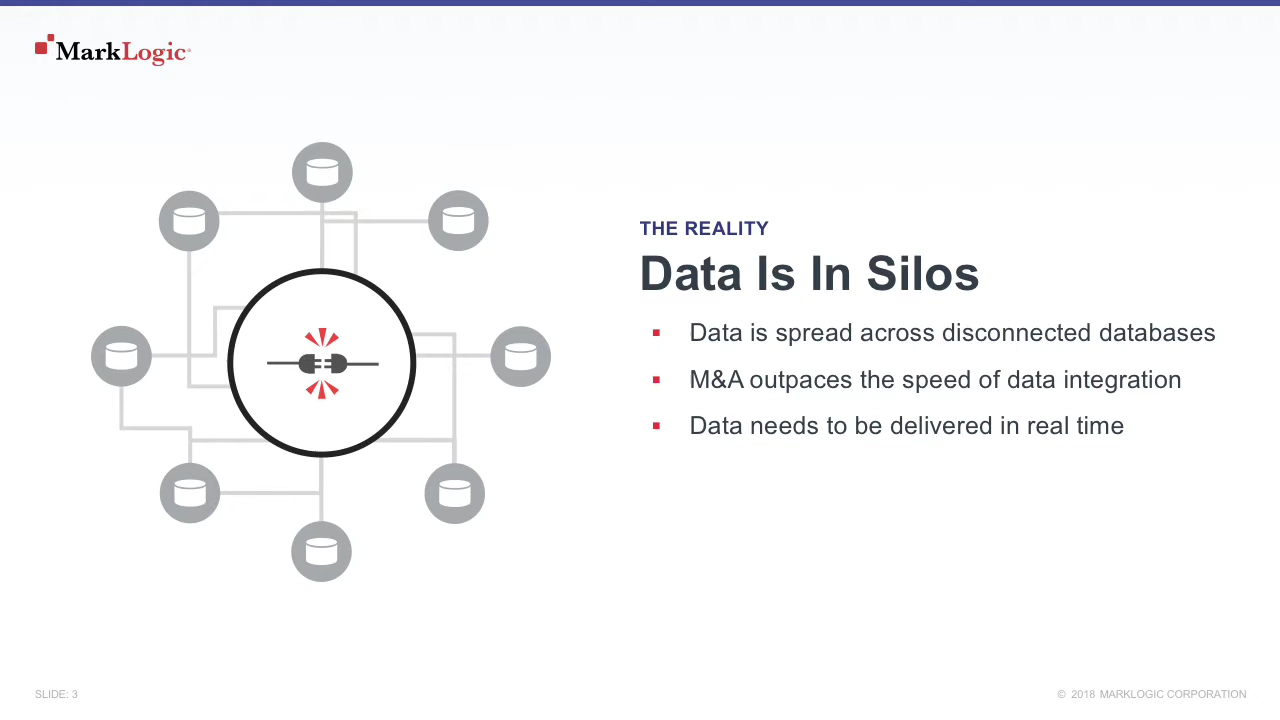 MarkLogic
THE REALITY
Data Is In Silos
▪ Data is spread across disconnected databases
▪ M&A outpaces the speed of data integration
▪ Data needs to be delivered in real time
SLIDE: 3
© 2018 MARKLOGIC CORPORATION